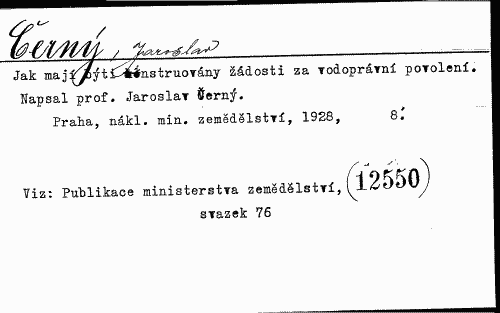 Černý, Jaroslav
Jak mají býti konstruovány žádosti za vodoprávní povolení.
Napsal prof. Jaroslav Černý.
Praha, nákl. min. zemědělství, 1928, 8.
Viz: Publikace ministerstva zemědělství, (12550)
svazek 76